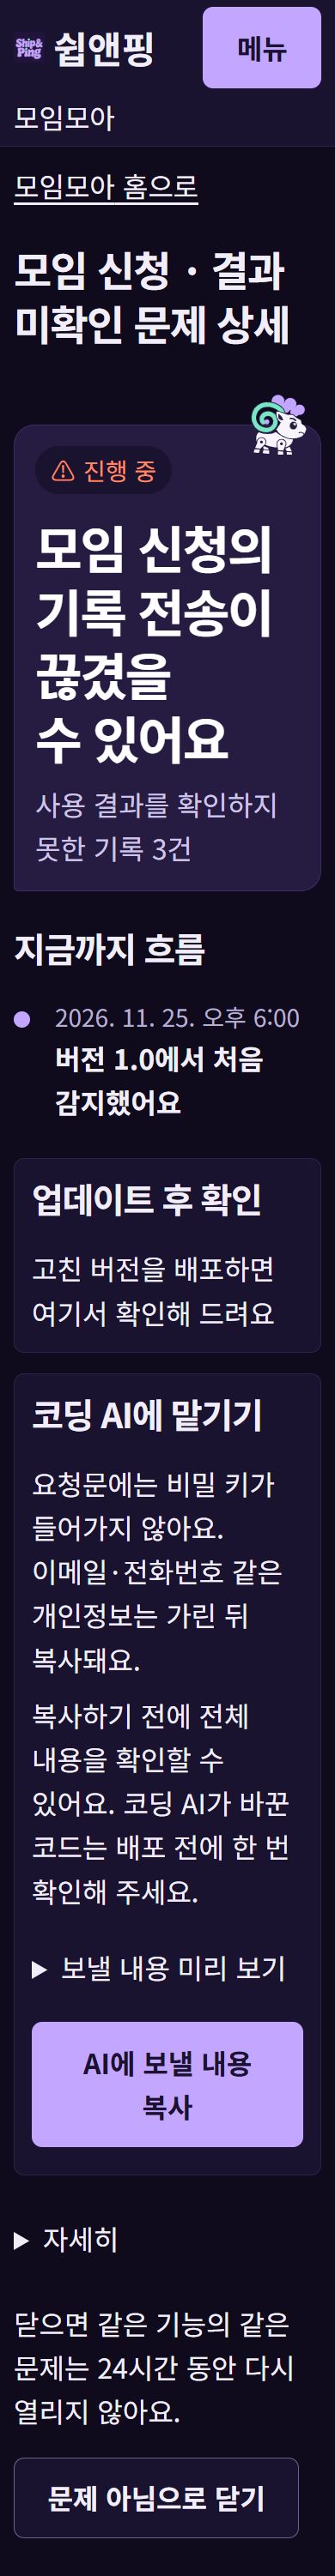 Ship&
Ping
쉽앤핑
메뉴
모임모아
모임모아 홈으로
모임 신청 · 결과
미확인 문제 상세
진행 중
모임 신청의
기록 전송이
끊겼을
수 있어요
사용 결과를 확인하지
못한 기록 3건
지금까지 흐름
2026. 11. 25. 오후 6:00
버전 1.0에서 처음
감지했어요
업데이트 후 확인
고친 버전을 배포하면
여기서 확인해 드려요
코딩 AI에 맡기기
요청문에는 비밀 키가
들어가지 않아요.
이메일·전화번호 같은
개인정보는 가린 뒤
복사돼요.
복사하기 전에 전체
내용을 확인할 수
있어요. 코딩 AI가 바꾼
코드는 배포 전에 한 번
확인해 주세요.
▶ 보낼 내용 미리 보기
AI에 보낼 내용
복사
▶ 자세히
닫으면 같은 기능의 같은
문제는 24시간 동안 다시
열리지 않아요.
문제 아님으로 닫기